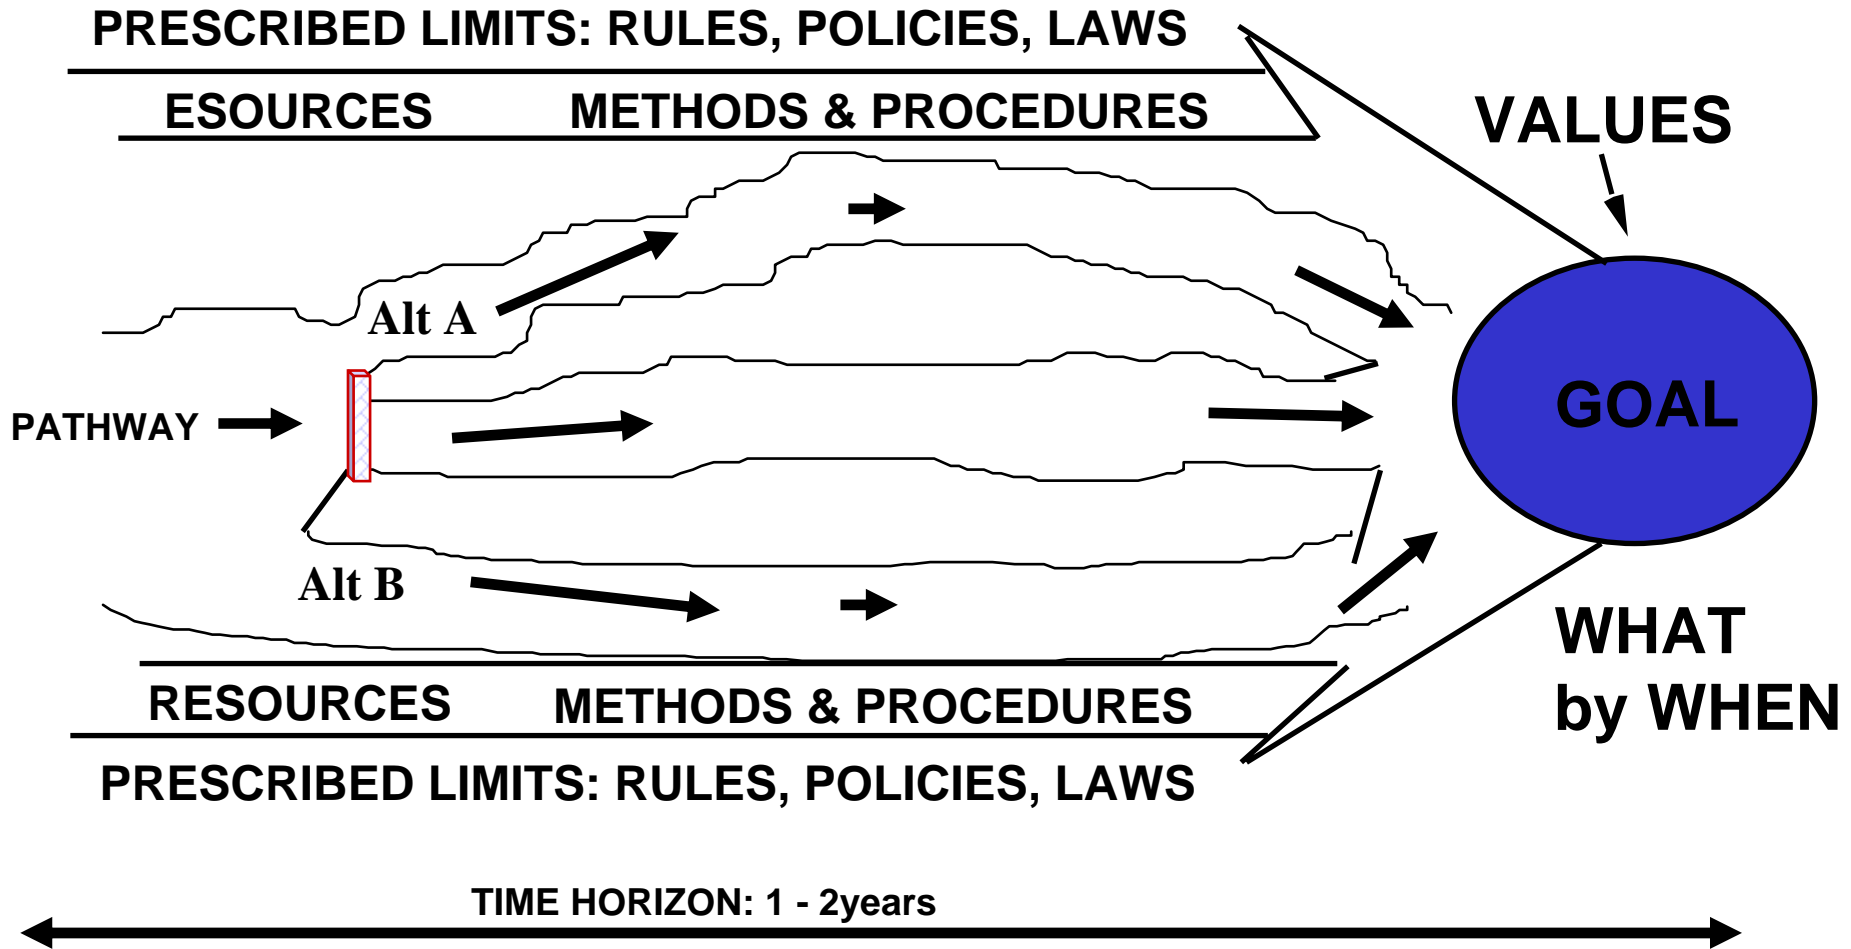 PRESCRIBED LIMITS: RULES, POLICIES, LAWS
ESOURCES METHODS & PROCEDURES
VALUES
Alt A
PATHWAY
GOAL
Alt B
WHAT
by WHEN
RESOURCES METHODS & PROCEDURES
PRESCRIBED LIMITS: RULES, POLICIES, LAWS
TIME HORIZON: 1 - 2years